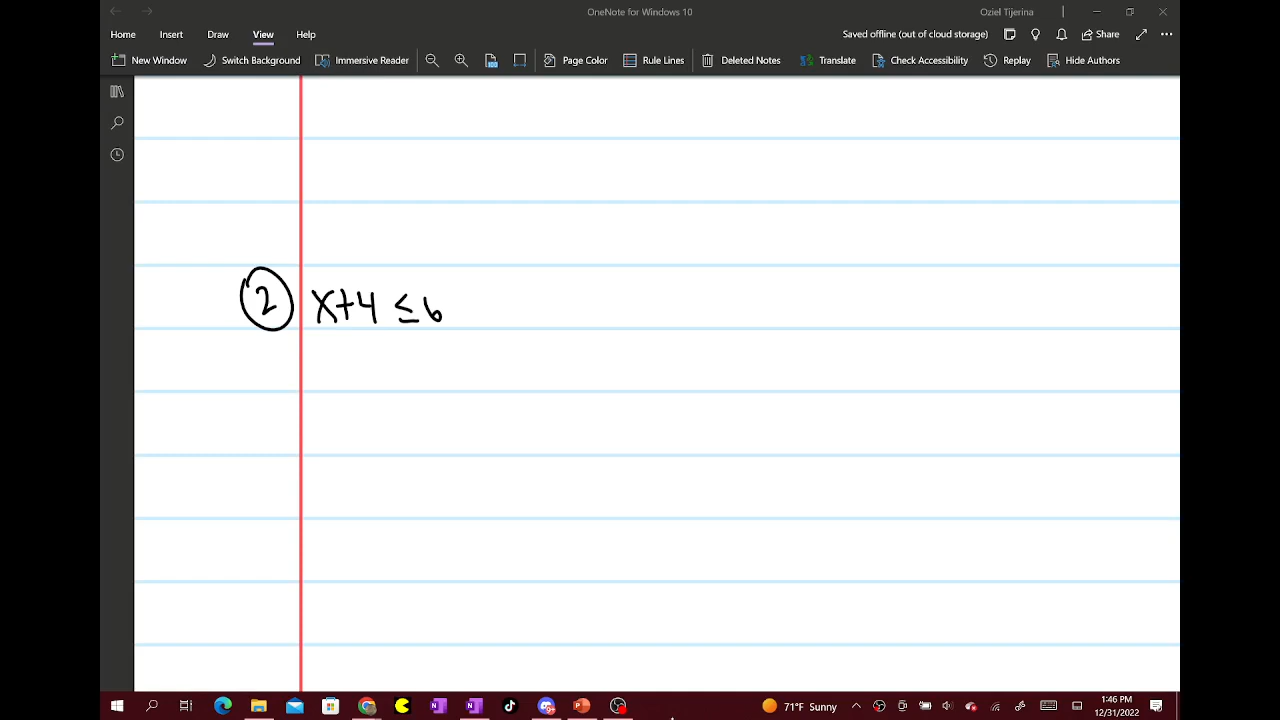 OneNote for Windows 10
Oziel Tijerina
Home Insert Draw View Help
Saved offline (out of cloud storage) Share
New Window Switch Background Immersive Reader Page Color Rule Lines Deleted Notes Translate Check Accessibility Replay Hide Authors
2 x+4 ≤6
71°F Sunny
1:46 PM
12/31/2022